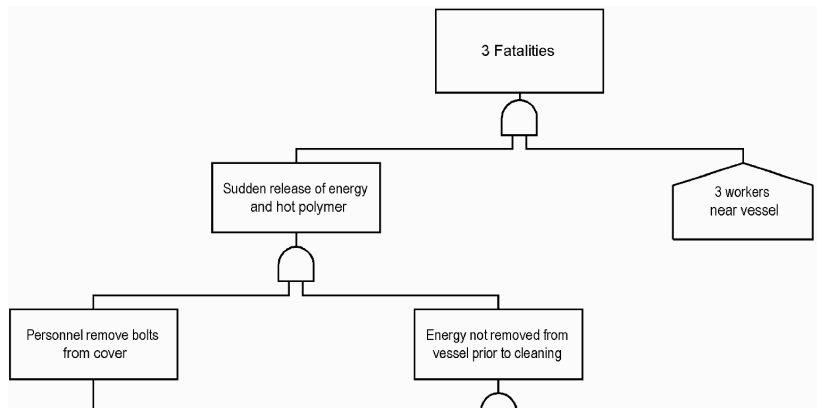 3 Fatalities
Sudden release of energy
and hot polymer
3 workers
near vessel
Personnel remove bolts
from cover
Energy not removed from
vessel prior to cleaning